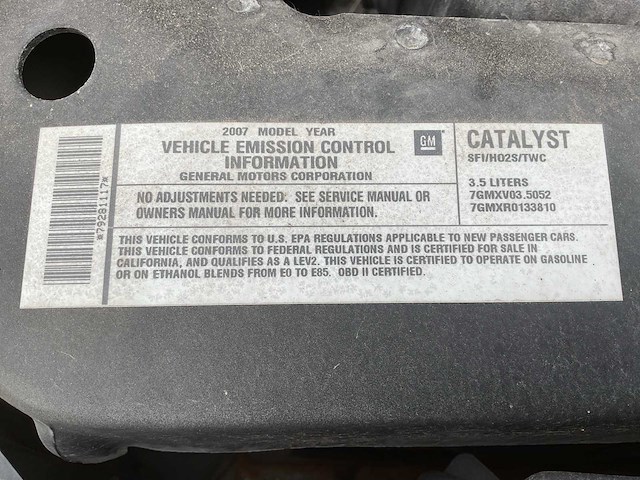 *79281117*
2007 MODEL YEAR
VEHICLE EMISSION CONTROL
INFORMATION
GENERAL MOTORS CORPORATION
GM
NO ADJUSTMENTS NEEDED. SEE SERVICE MANUAL OR
OWNERS MANUAL FOR MORE INFORMATION.
CATALYST
SFI/HO2S/TWC
3.5 LITERS
7GMXV03.5052
7GMXR0133810
THIS VEHICLE CONFORMS TO U.S. EPA REGULATIONS APPLICABLE TO NEW PASSENGER CARS.
THIS VEHICLE CONFORMS TO FEDERAL REGULATIONS AND IS CERTIFIED FOR SALE IN
CALIFORNIA, AND QUALIFIES AS A LEV2. THIS VEHICLE IS CERTIFIED TO OPERATE ON GASOLINE
OR ON ETHANOL BLENDS FROM E0 TO E85. OBD II CERTIFIED.